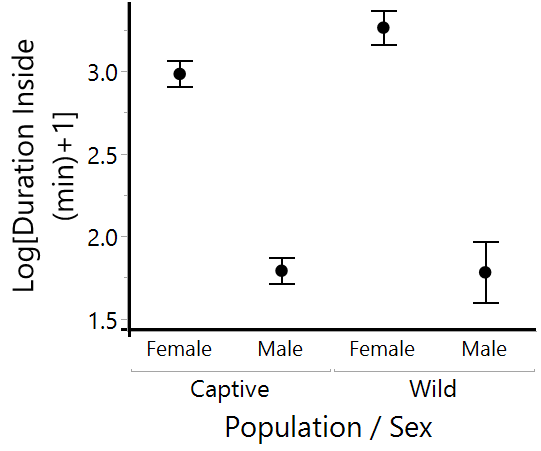 Log[Duration Inside
(min)+1]
3.0
2.5
2.0
1.5
Female Male Female Male
Captive Wild
Population / Sex